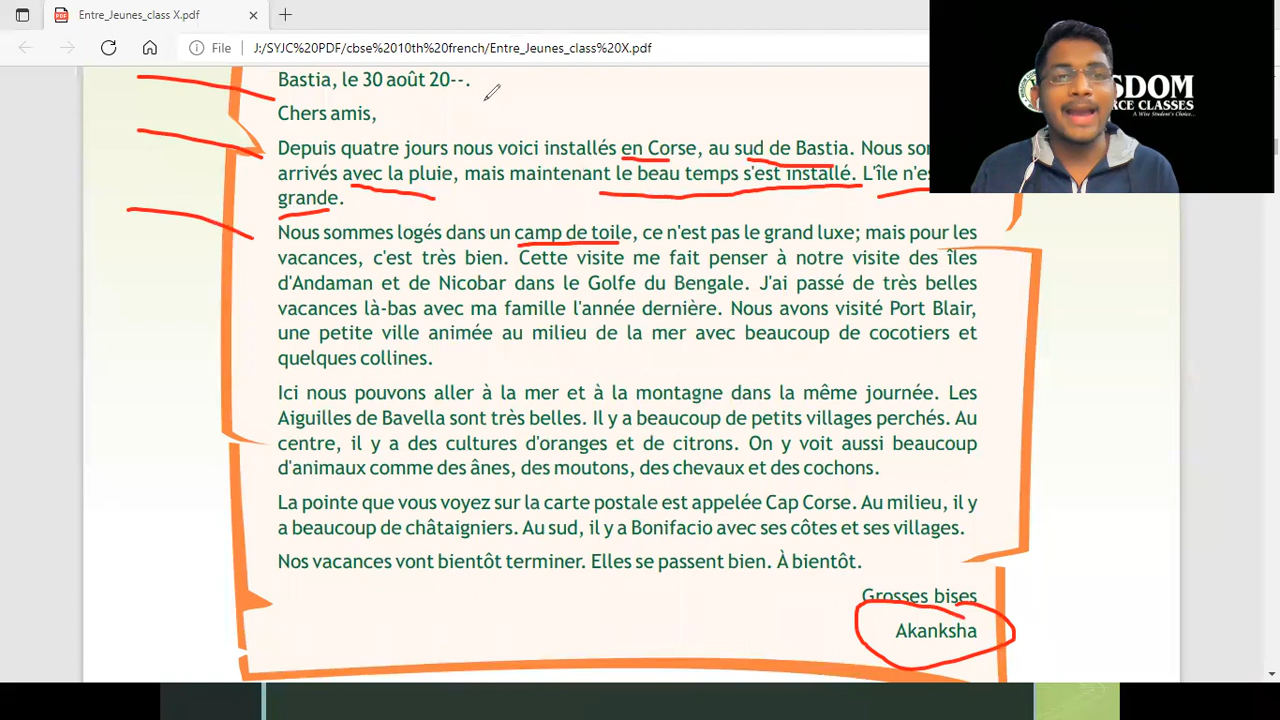 Entre_Jeunes_class X.pdf
File J:/SYJC%20PDF/cbse%2010th%20french/Entre_Jeunes_class%20X.pdf
Bastia, le 30 août 20--.
Chers amis,
Depuis quatre jours nous voici installés en Corse, au sud de Bastia. Nous
arrivés avec la pluie, mais maintenant le beau temps s'est installé. L'île
grande.
Nous sommes logés dans un camp de toile, ce n'est pas le grand luxe; mais pour les
vacances, c'est très bien. Cette visite me fait penser à notre visite des îles
d'Andaman et de Nicobar dans le Golfe du Bengale. J'ai passé de très belles
vacances là-bas avec ma famille l'année dernière. Nous avons visité Port Blair,
une petite ville animée au milieu de la mer avec beaucoup de cocotiers et
quelques collines.
Ici nous pouvons aller à la mer et à la montagne dans la même journée. Les
Aiguilles de Bavella sont très belles. Il y a beaucoup de petits villages perchés. Au
centre, il y a des cultures d'oranges et de citrons. On y voit aussi beaucoup
d'animaux comme des ânes, des moutons, des chevaux et des cochons.
La pointe que vous voyez sur la carte postale est appelée Cap Corse. Au milieu, il y
a beaucoup de châtaigniers. Au sud, il y a Bonifacio avec ses côtes et ses villages.
Nos vacances vont bientôt terminer. Elles se passent bien. À bientôt.
Grosses bises
Akanksha